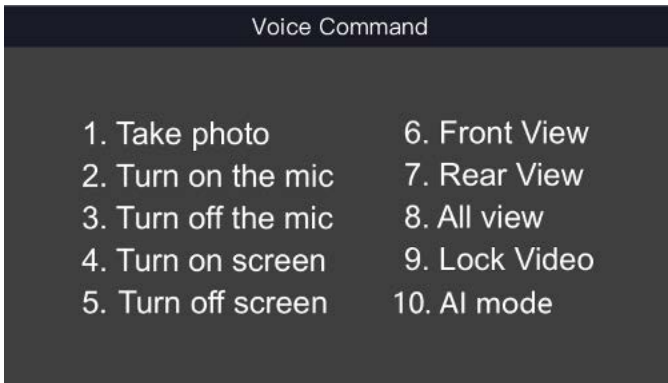 Voice Command
1. Take photo
2. Turn on the mic
3. Turn off the mic
4. Turn on screen
5. Turn off screen
6. Front View
7. Rear View
8. All view
9. Lock Video
10. AI mode